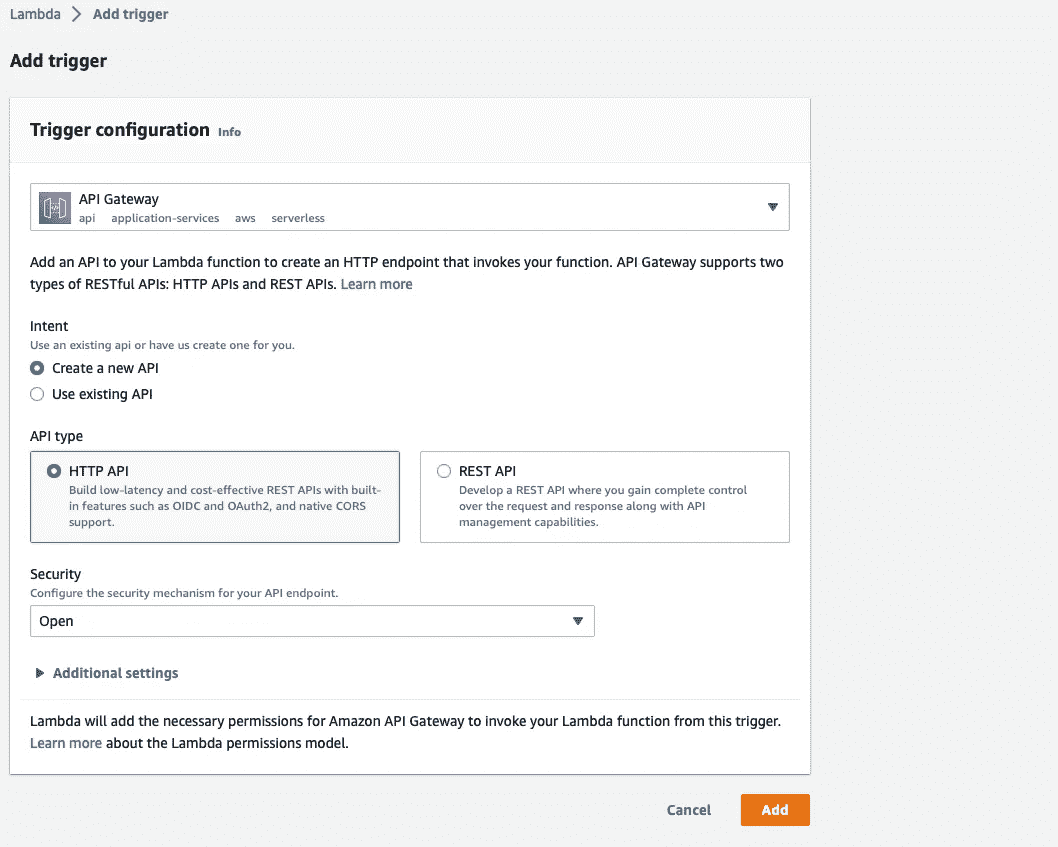 Lambda > Add trigger
Add trigger
Trigger configuration Info
API Gateway
api application-services aws serverless
Add an API to your Lambda function to create an HTTP endpoint that invokes your function. API Gateway supports two
types of RESTful APIs: HTTP APIs and REST APIs. Learn more
Intent
Use an existing api or have us create one for you.
Create a new API
Use existing API
API type
HTTP API
Build low-latency and cost-effective REST APIs with built-
in features such as OIDC and OAuth2, and native CORS
support.
REST API
Develop a REST API where you gain complete control
over the request and response along with API
management capabilities.
Security
Configure the security mechanism for your API endpoint.
Open
Additional settings
Lambda will add the necessary permissions for Amazon API Gateway to invoke your Lambda function from this trigger.
Learn more about the Lambda permissions model.
Cancel Add